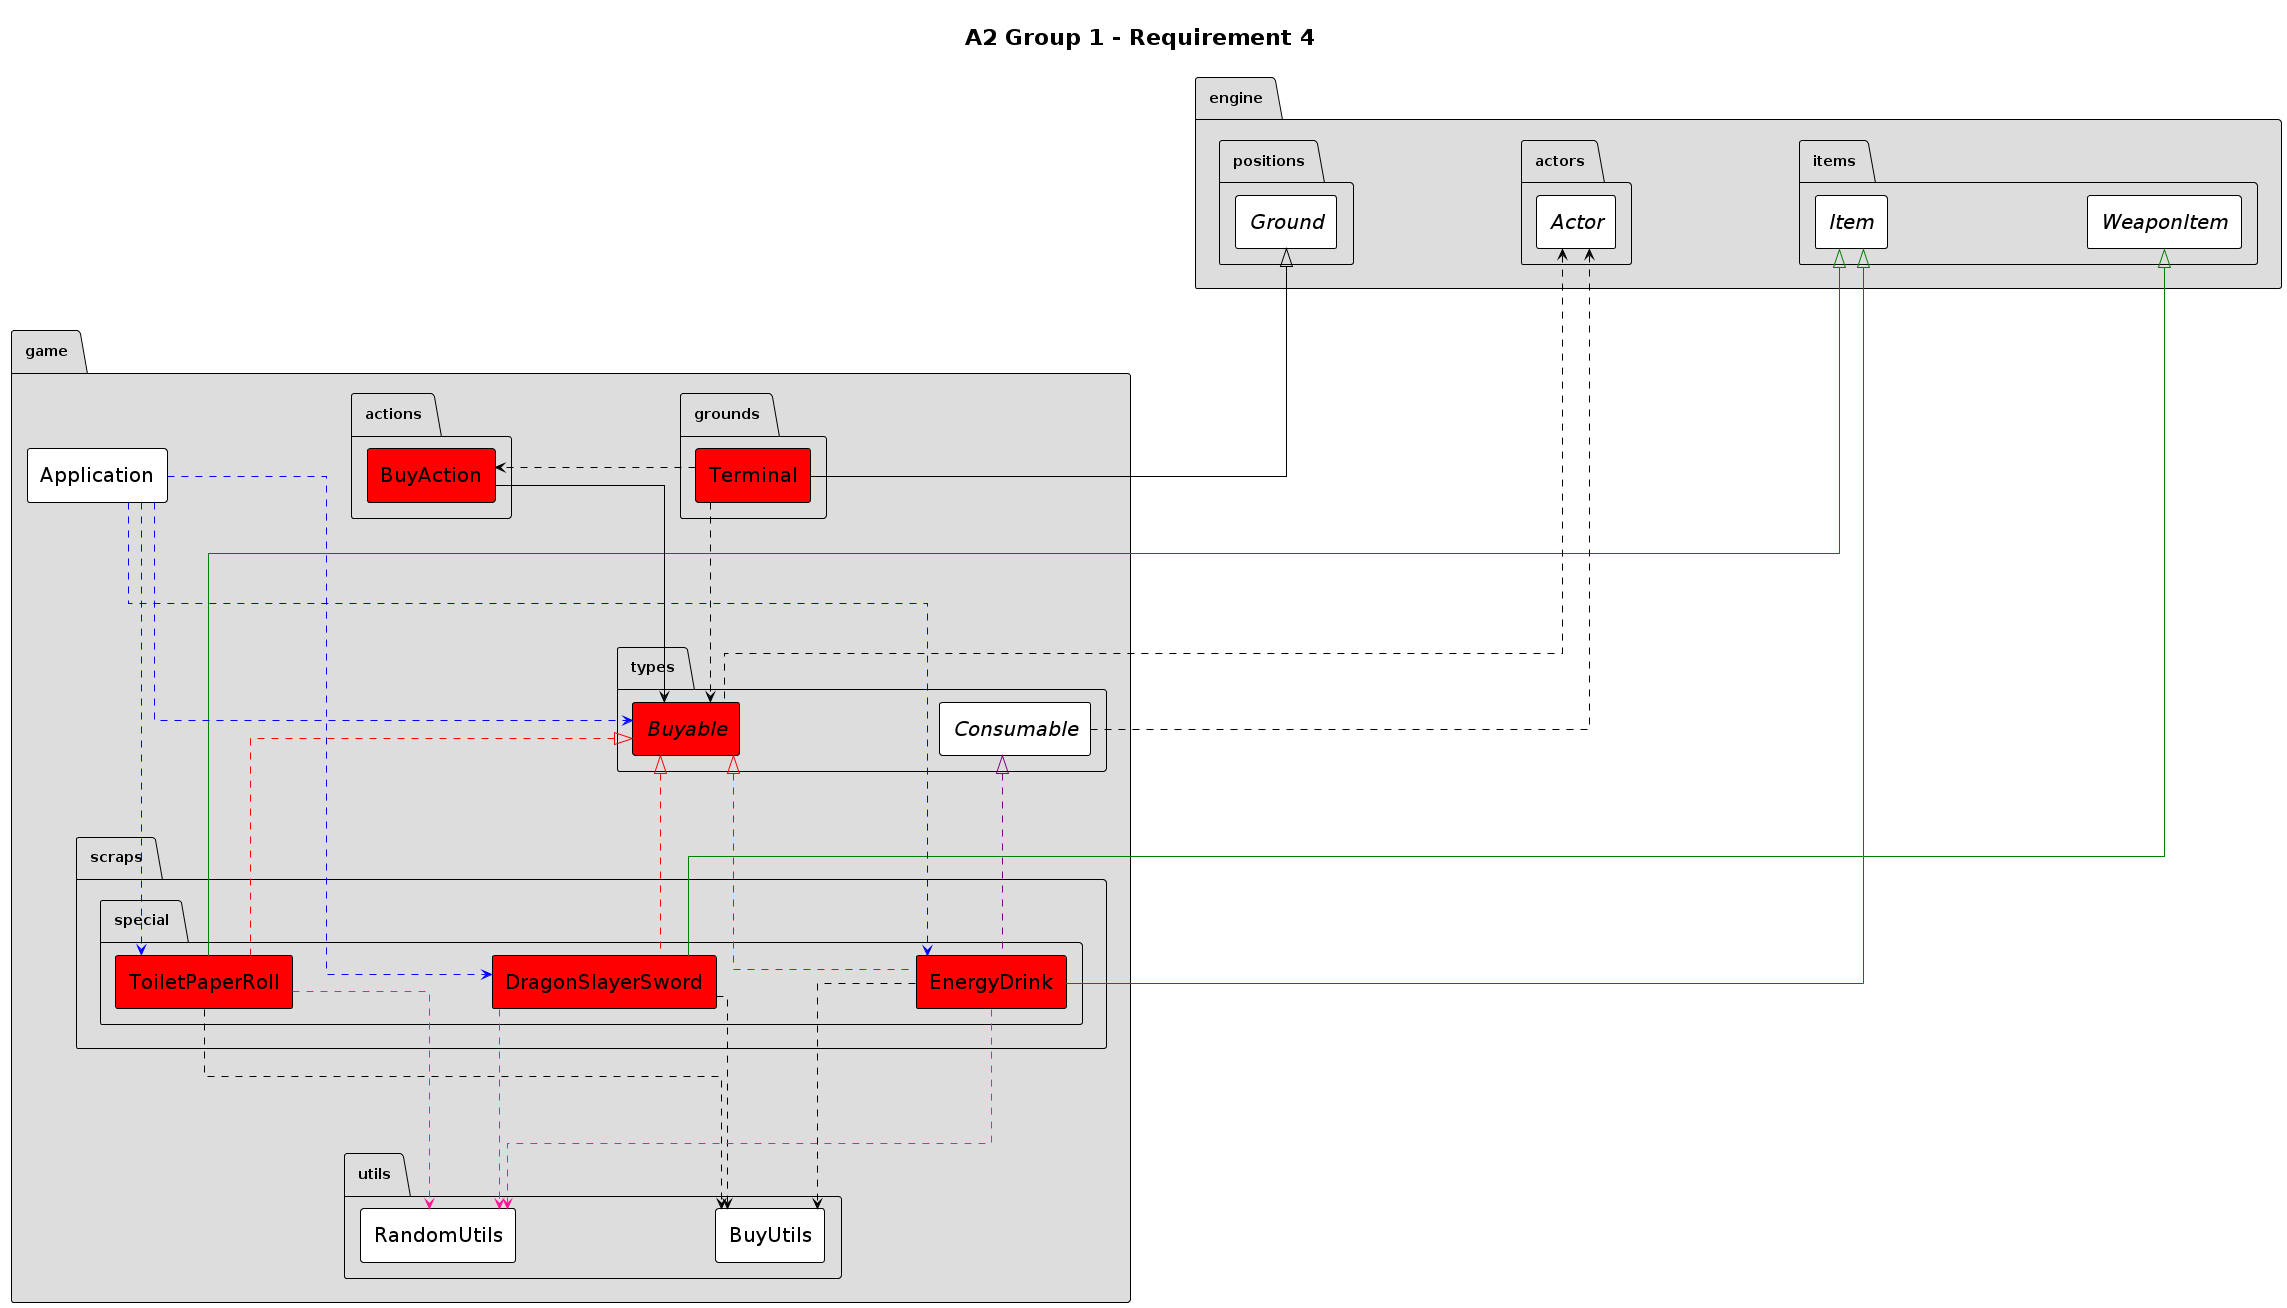 A2 Group 1 - Requirement 4
engine
positions
actors
items
Ground
Actor
Item
WeaponItem
game
actions
grounds
Application
BuyAction
Terminal
types
Buyable
Consumable
scraps
special
ToiletPaperRoll
DragonSlayerSword
EnergyDrink
utils
RandomUtils
BuyUtils